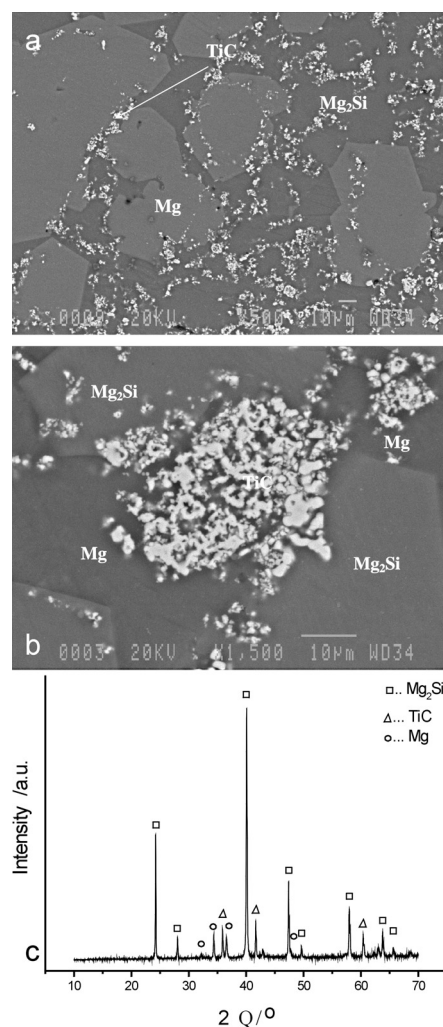 a
TiC
Mg₂Si
Mg
20KV
X500 10μm WD34
Mg₂Si
Mg
TiC
Mg
Mg₂Si
b
0003 20KV X1,500 10μm WD34
□.. Mg₂Si
△... TiC
○... Mg
Intensity /a.u.
c
10 20 30 40 50 60 70
2 Q/°